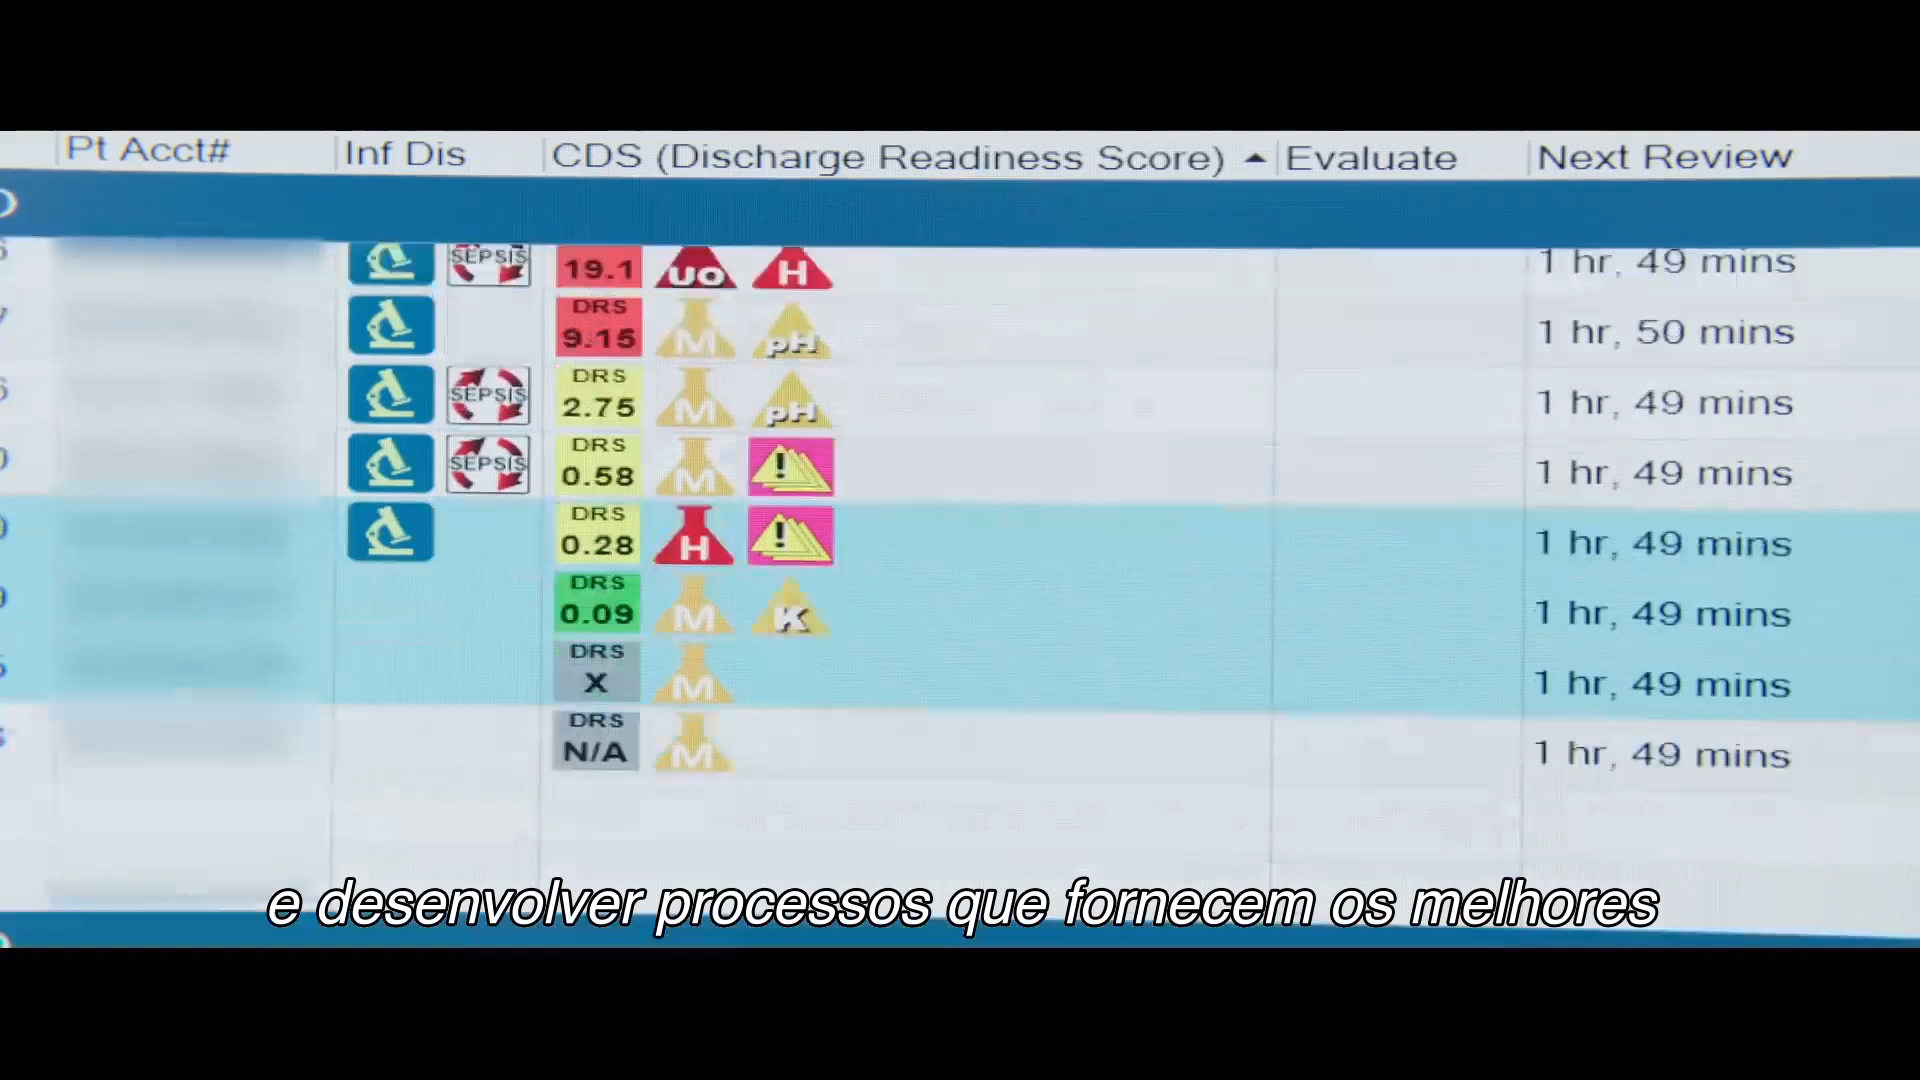 Pt Acct# Inf Dis CDS (Discharge Readiness Score) Evaluate Next Review
SEPSIS 19.1 UO H 1 hr, 49 mins
DRS 9.15 M pH 1 hr, 50 mins
SEPSIS DRS 2.75 M pH 1 hr, 49 mins
SEPSIS DRS 0.58 M ! 1 hr, 49 mins
DRS 0.28 H ! 1 hr, 49 mins
DRS 0.09 M K 1 hr, 49 mins
DRS X M 1 hr, 49 mins
DRS N/A M 1 hr, 49 mins
e desenvolver processos que fornecem os melhores